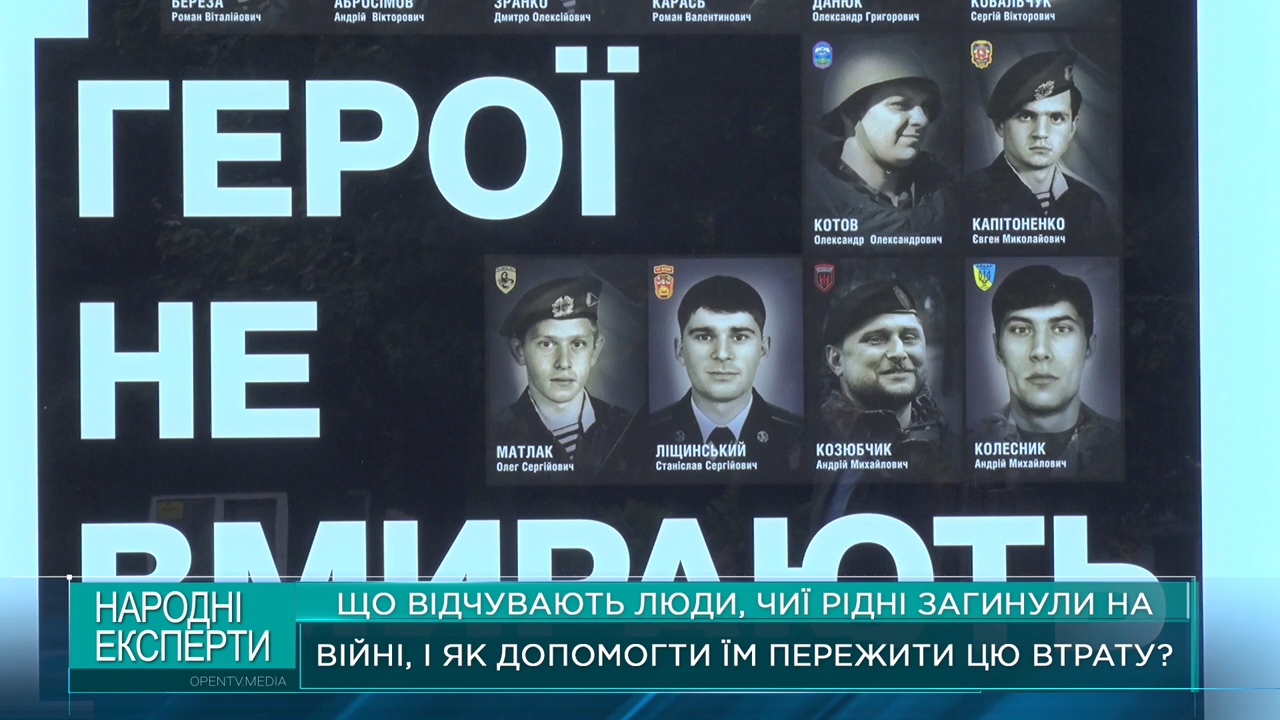 БЕРЕЗА
Роман Віталійович
АБРОСІМОВ
Андрій Вікторович
ЗРАНКО
Дмитро Олексійович
КАРАСЬ
Роман Валентинович
ДАНЮК
Олександр Григорович
КОВАЛЬЧУК
Сергій Вікторович
ГЕРОЇ
КОТОВ
Олександр Олександрович
КАПІТОНЕНКО
Євген Миколайович
НЕ
МАТЛАК
Олег Сергійович
ЛІЩИНСЬКИЙ
Станіслав Сергійович
КОЗЮБЧИК
Андрій Михайлович
КОЛЕСНИК
Андрій Михайлович
ВМИРАЮТЬ
НАРОДНІ
ЕКСПЕРТИ
OPENTV.MEDIA
ЩО ВІДЧУВАЮТЬ ЛЮДИ, ЧИЇ РІДНІ ЗАГИНУЛИ НА
ВІЙНІ, І ЯК ДОПОМОГТИ ЇМ ПЕРЕЖИТИ ЦЮ ВТРАТУ?